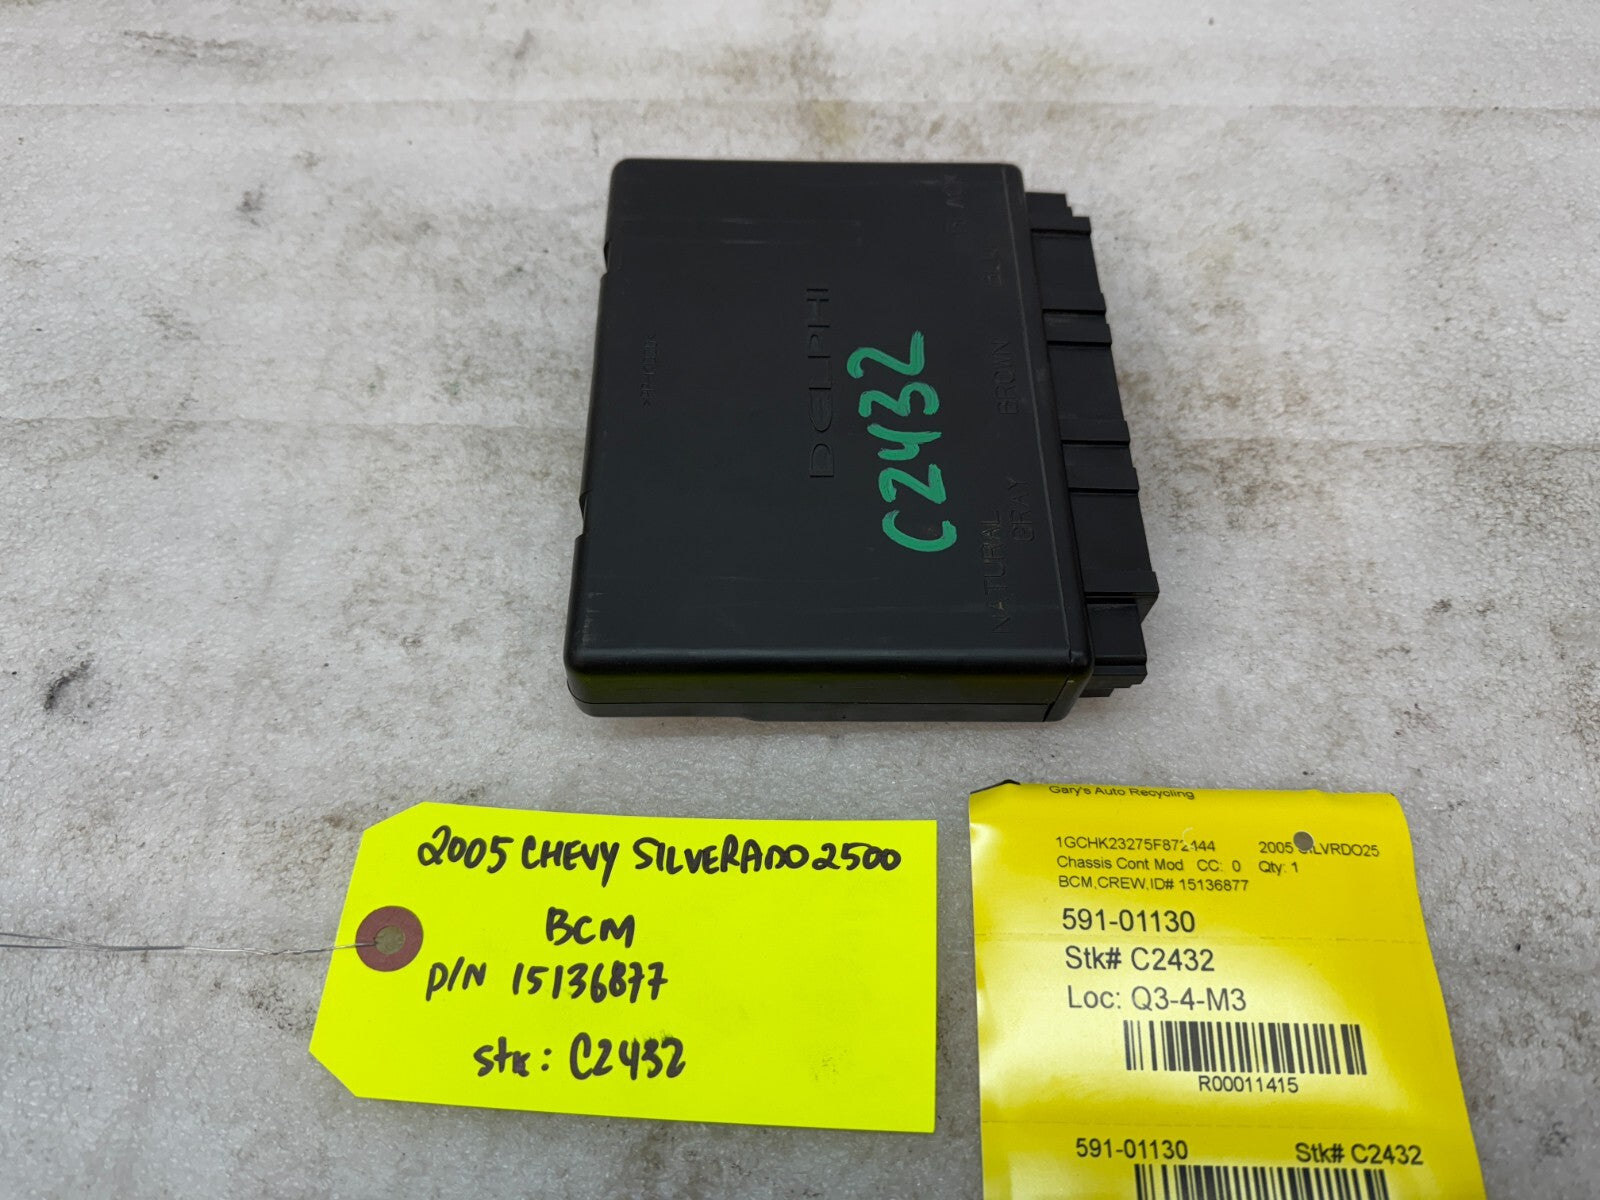 DELPHI
C2432
BROWN
NATURAL
GRAY
2005 CHEVY SILVERADO 2500
BCM
P/N 15136877
stk: C2432
Gary's Auto Recycling
1GCHK23275F872444 2005 SILVRDO25
Chassis Cont Mod CC: 0 Qty: 1
BCM,CREW,ID# 15136877
591-01130
Stk# C2432
Loc: Q3-4-M3
R00011415
591-01130 Stk# C2432